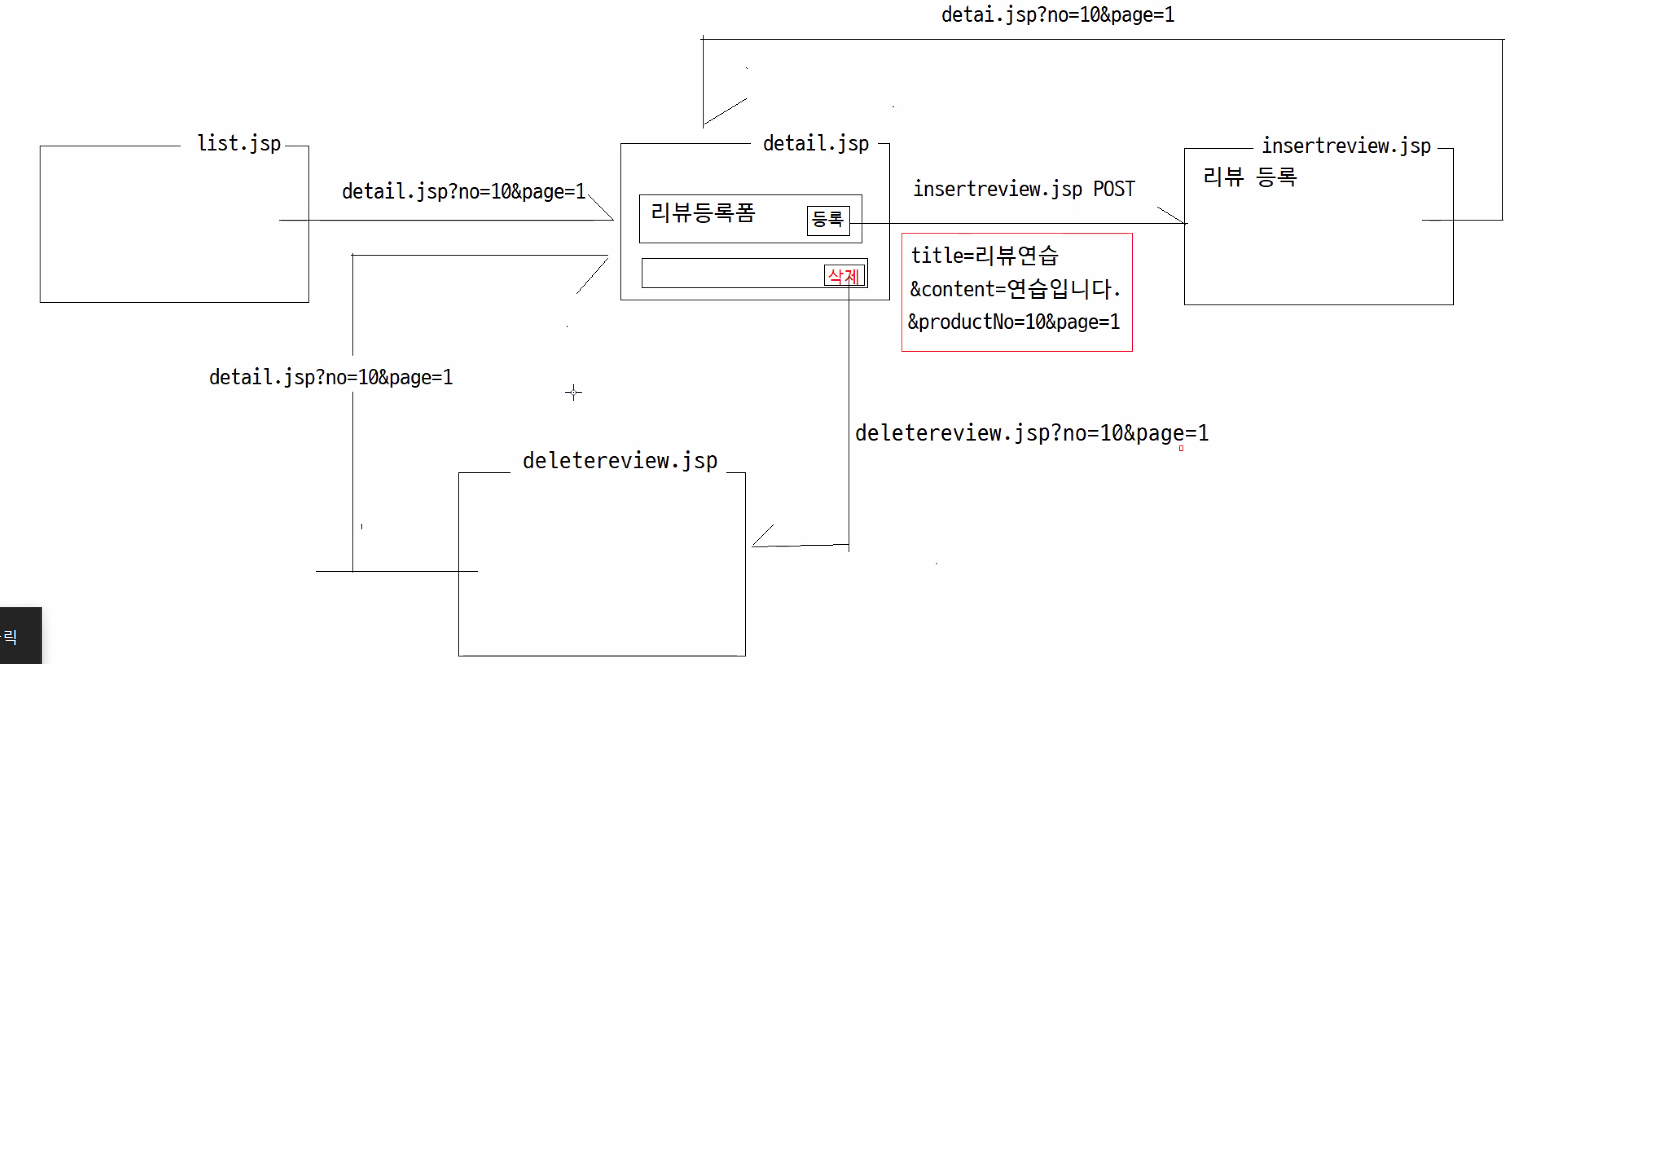 detai.jsp?no=10&page=1
list.jsp
detail.jsp
insertreview.jsp
detail.jsp?no=10&page=1
insertreview.jsp POST
리뷰 등록
리뷰등록폼
등록
삭제
title=리뷰연습
&content=연습입니다.
&productNo=10&page=1
detail.jsp?no=10&page=1
deletereview.jsp?no=10&page=1
deletereview.jsp
릭